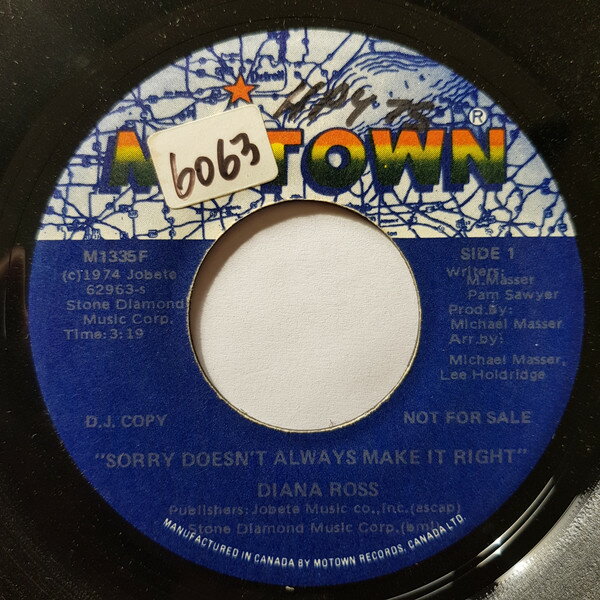 Detroit
MAY 75
MOTOWN®
6063
M1335F
(c)1974 Jobete
62963-s
Stone Diamond
Music Corp.
Time: 3:19
SIDE 1
writers:
M. Masser
Pam Sawyer
Prod. By:
Michael Masser
Arr. by:
Michael Masser,
Lee Holdridge
D.J. COPY
NOT FOR SALE
"SORRY DOESN'T ALWAYS MAKE IT RIGHT"
DIANA ROSS
Publishers: Jobete Music co., Inc. (ascap)
Stone Diamond Music Corp. (bmi)
MANUFACTURED IN CANADA BY MOTOWN RECORDS, CANADA LTD.